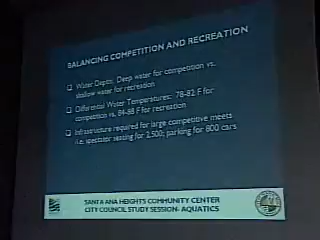 BALANCING COMPETITION AND RECREATION
Water Depth: Deep water for competition vs.
shallow water for recreation
Differential Water Temperatures: 78-82 F for
competition vs. 84-88 F for recreation
Infrastructure required for large competitive meets
i.e. spectator seating for 2,500; parking for 800 cars
SANTA ANA HEIGHTS COMMUNITY CENTER
CITY COUNCIL STUDY SESSION- AQUATICS